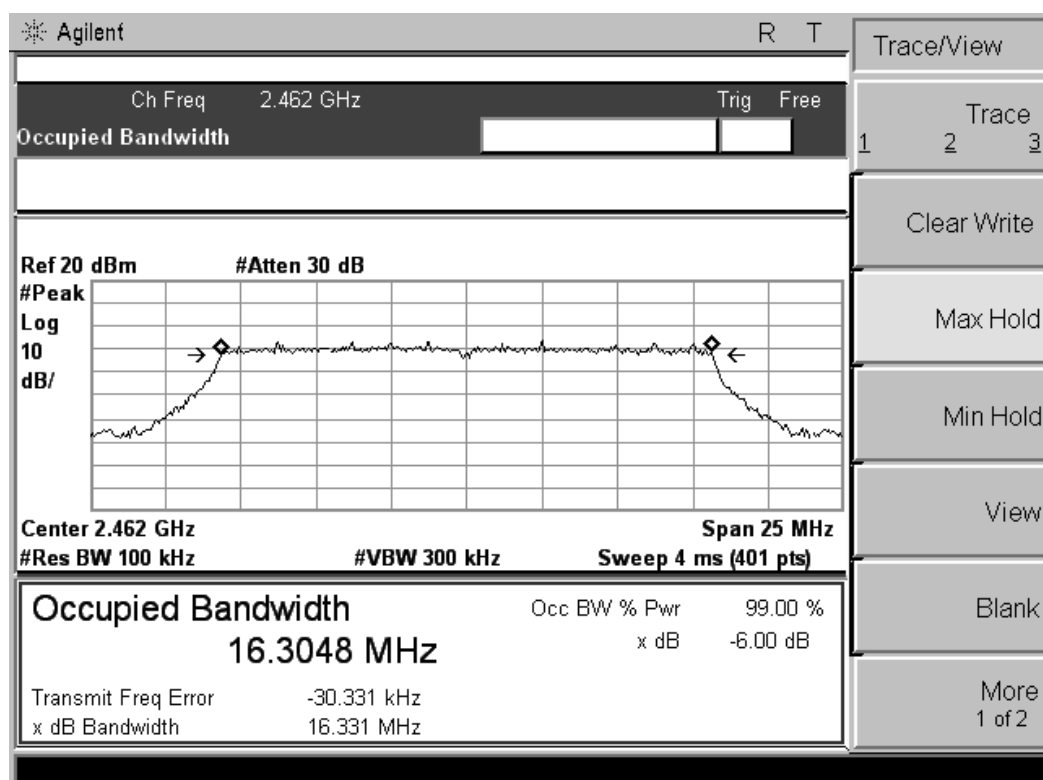 Agilent R T
Trace/View
Ch Freq 2.462 GHz Trig Free
Occupied Bandwidth
Trace
1 2 3
Clear Write
Max Hold
Min Hold
View
Blank
More
1 of 2
Ref 20 dBm #Atten 30 dB
#Peak
Log
10
dB/
Center 2.462 GHz Span 25 MHz
#Res BW 100 kHz #VBW 300 kHz Sweep 4 ms (401 pts)
Occupied Bandwidth
16.3048 MHz
Occ BW % Pwr 99.00 %
x dB -6.00 dB
Transmit Freq Error -30.331 kHz
x dB Bandwidth 16.331 MHz